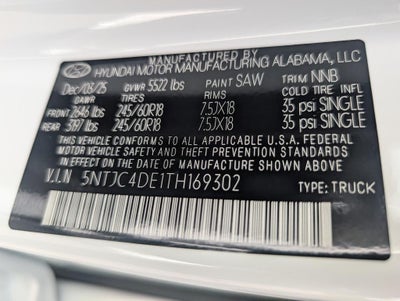 MANUFACTURED BY
HYUNDAI MOTOR MANUFACTURING ALABAMA, LLC
Dec/03/25 GVWR 5522 lbs PAINT SAW TRIM NNB
GAWR TIRES RIMS COLD TIRE INFL
FRONT 2846 lbs 245/60R18 7.5JX18 35 psi SINGLE
REAR 3197 lbs 245/60R18 7.5JX18 35 psi SINGLE
THIS VEHICLE CONFORMS TO ALL APPLICABLE U.S.A. FEDERAL
MOTOR VEHICLE SAFETY, BUMPER, AND THEFT PREVENTION STANDARDS
IN EFFECT ON THE DATE OF MANUFACTURE SHOWN ABOVE.
V.I.N 5NTJC4DE1TH169302 TYPE: TRUCK